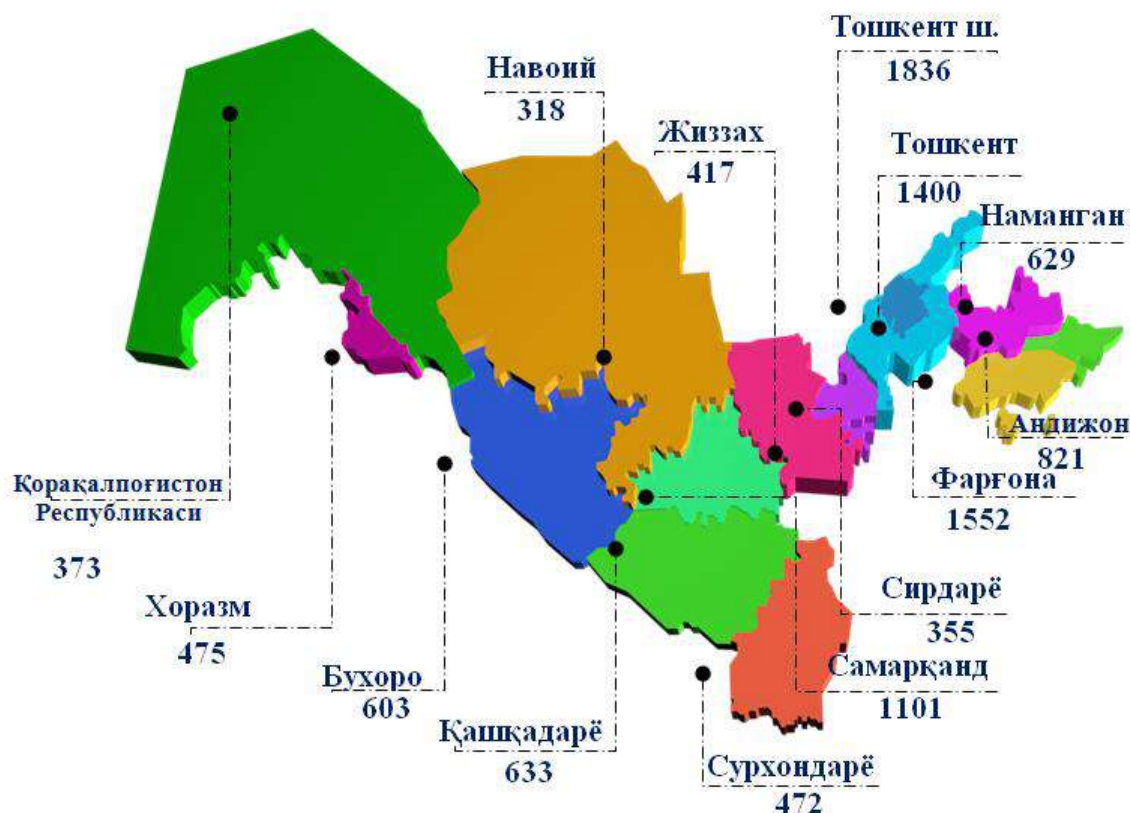 Тошкент ш.
1836
Навоий
318
Жиззах
417
Тошкент
1400
Наманган
629
Андижон
821
Фарғона
1552
Қорақалпоғистон
Республикаси
373
Хоразм
475
Сирдарё
355
Бухоро
603
Самарқанд
1101
Қашқадарё
633
Сурхондарё
472